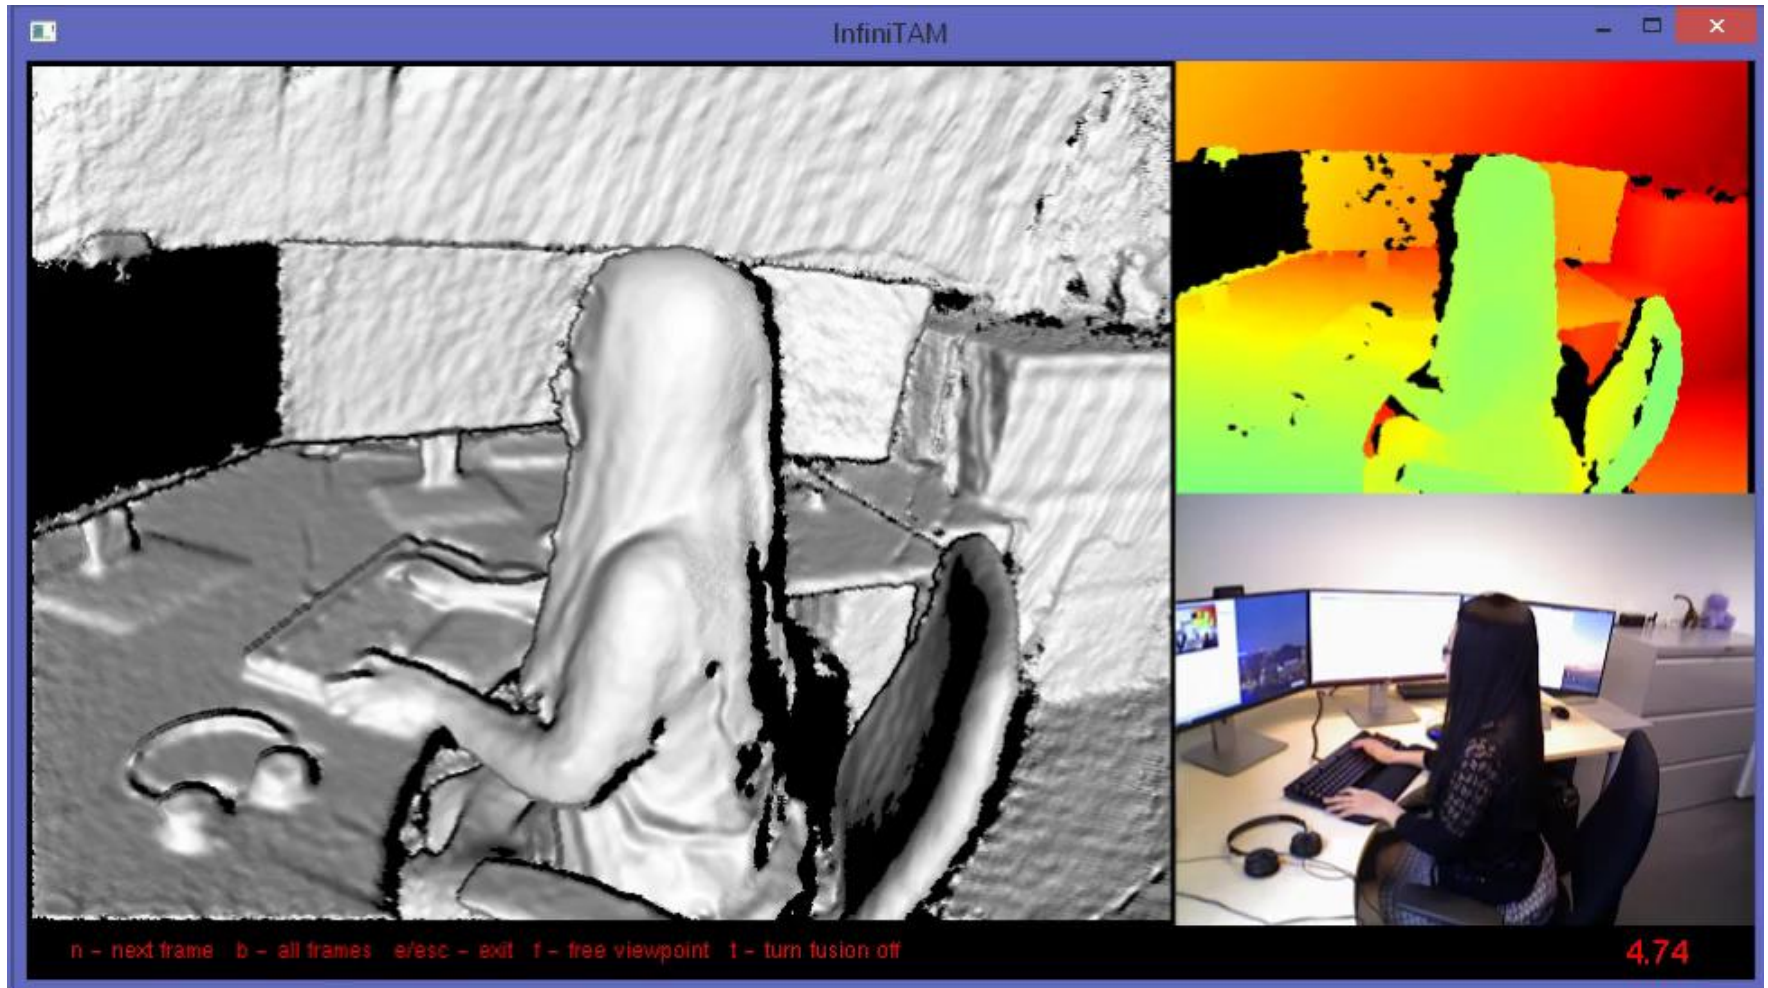 InfiniTAM
n - next frame b - all frames e/esc - exit f - free viewpoint t - turn fusion off
4.74